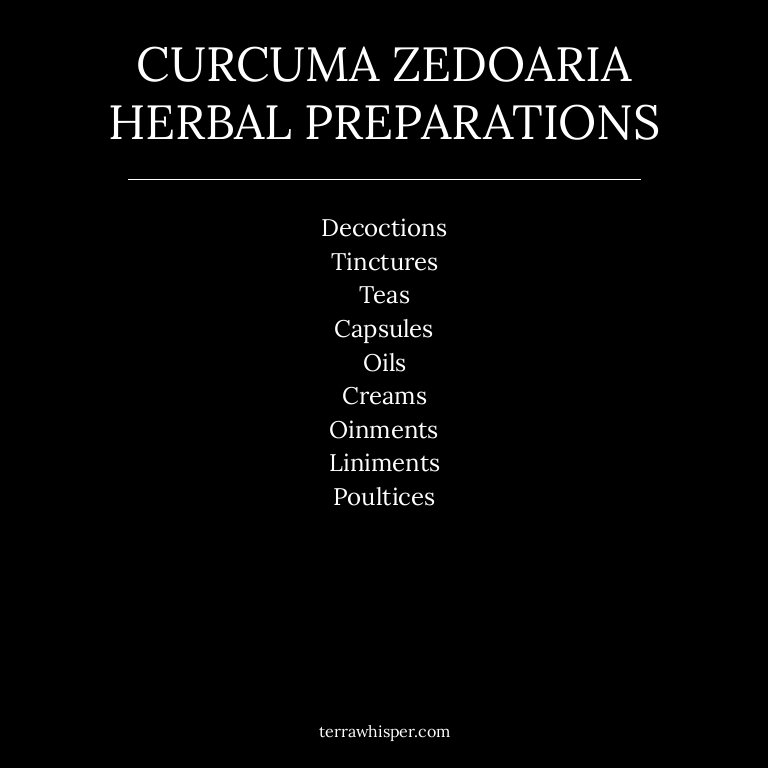 CURCUMA ZEDOARIA
HERBAL PREPARATIONS
Decoctions
Tinctures
Teas
Capsules
Oils
Creams
Oinments
Liniments
Poultices
terrawhisper.com